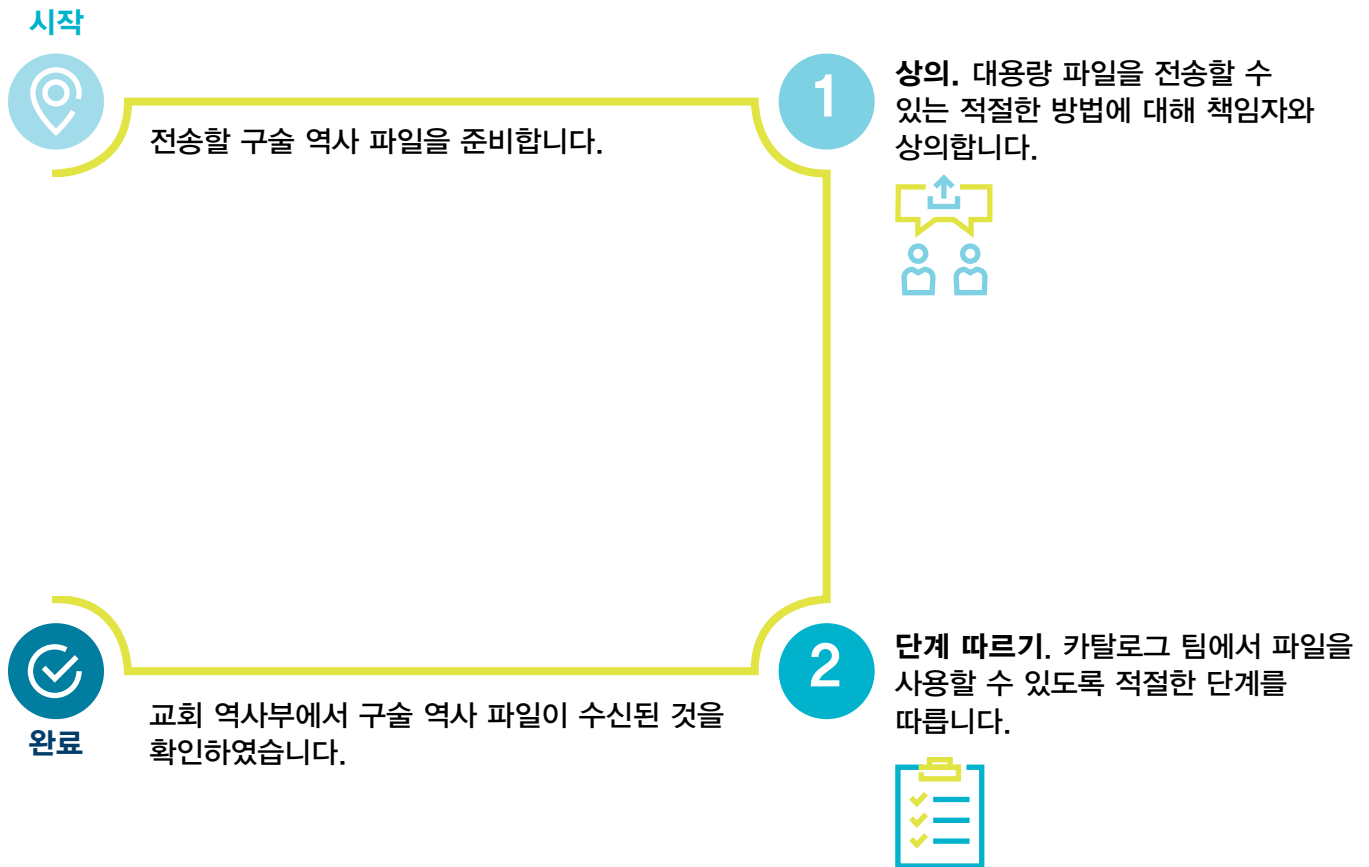 시작
전송할 구술 역사 파일을 준비합니다.
1
상의. 대용량 파일을 전송할 수
있는 적절한 방법에 대해 책임자와
상의합니다.
2
단계 따르기. 카탈로그 팀에서 파일을
사용할 수 있도록 적절한 단계를
따릅니다.
교회 역사부에서 구술 역사 파일이 수신된 것을
확인하였습니다.
완료